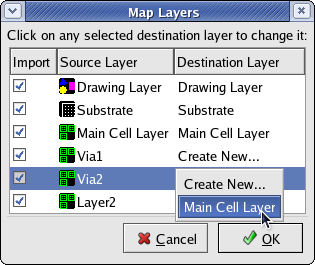 Map Layers
Click on any selected destination layer to change it:
Import Source Layer Destination Layer
Drawing Layer Drawing Layer
Substrate Substrate
Main Cell Layer Main Cell Layer
Via1 Create New...
Via2
Create New...
Layer2
Main Cell Layer
Cancel OK